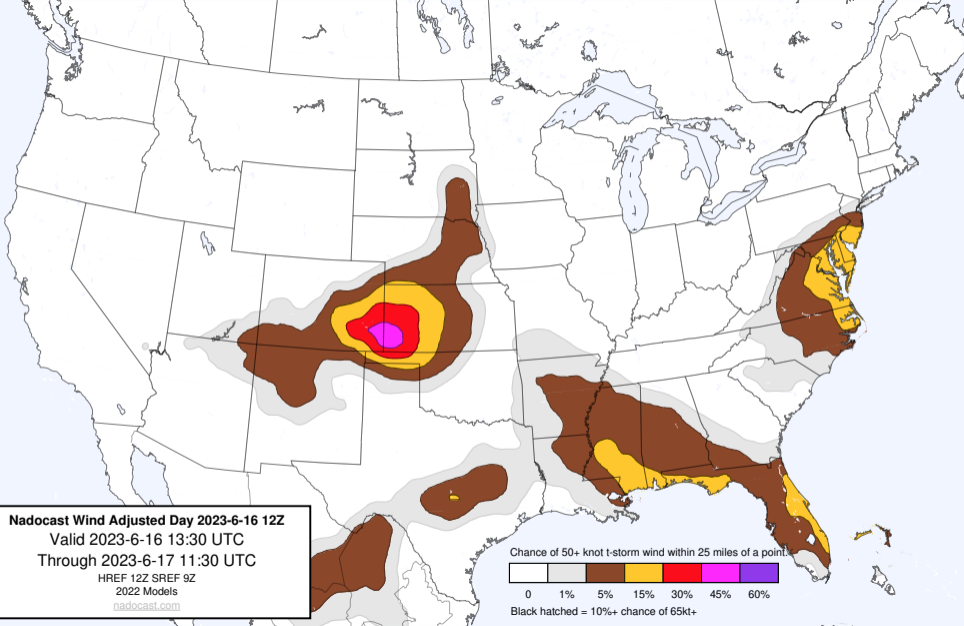 Nadocast Wind Adjusted Day 2023-6-16 12Z
Valid 2023-6-16 13:30 UTC
Through 2023-6-17 11:30 UTC
HREF 12Z SREF 9Z
2022 Models
nadocast.com
Chance of 50+ knot t-storm wind within 25 miles of a point.
0 1% 5% 15% 30% 45% 60%
Black hatched = 10%+ chance of 65kt+